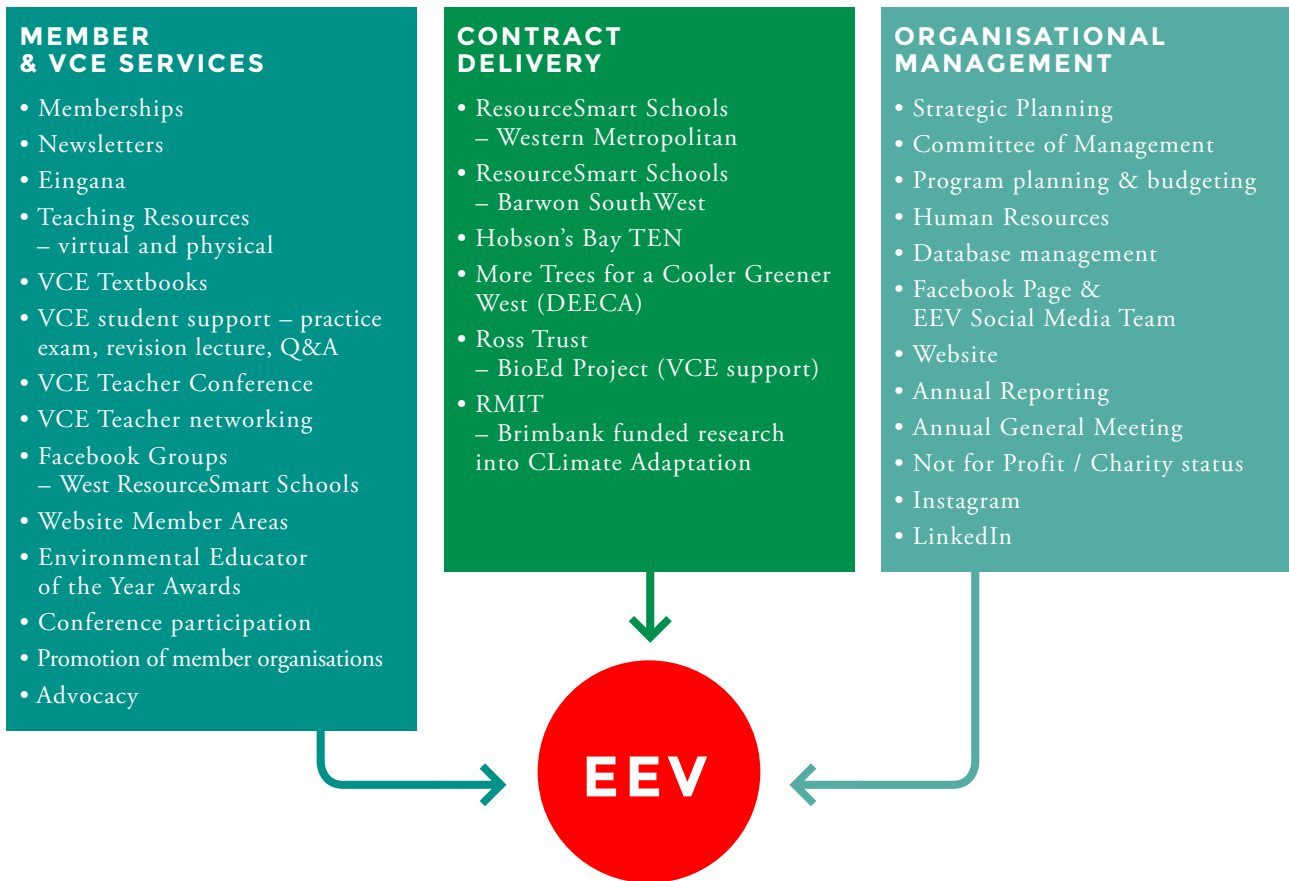 MEMBER
& VCE SERVICES
• Memberships
• Newsletters
• Eingana
• Teaching Resources
– virtual and physical
• VCE Textbooks
• VCE student support – practice
exam, revision lecture, Q&A
• VCE Teacher Conference
• VCE Teacher networking
• Facebook Groups
– West ResourceSmart Schools
• Website Member Areas
• Environmental Educator
of the Year Awards
• Conference participation
• Promotion of member organisations
• Advocacy
CONTRACT
DELIVERY
• ResourceSmart Schools
– Western Metropolitan
• ResourceSmart Schools
– Barwon SouthWest
• Hobson’s Bay TEN
• More Trees for a Cooler Greener
West (DEECA)
• Ross Trust
– BioEd Project (VCE support)
• RMIT
– Brimbank funded research
into CLimate Adaptation
ORGANISATIONAL
MANAGEMENT
• Strategic Planning
• Committee of Management
• Program planning & budgeting
• Human Resources
• Database management
• Facebook Page &
EEV Social Media Team
• Website
• Annual Reporting
• Annual General Meeting
• Not for Profit / Charity status
• Instagram
• LinkedIn
EEV